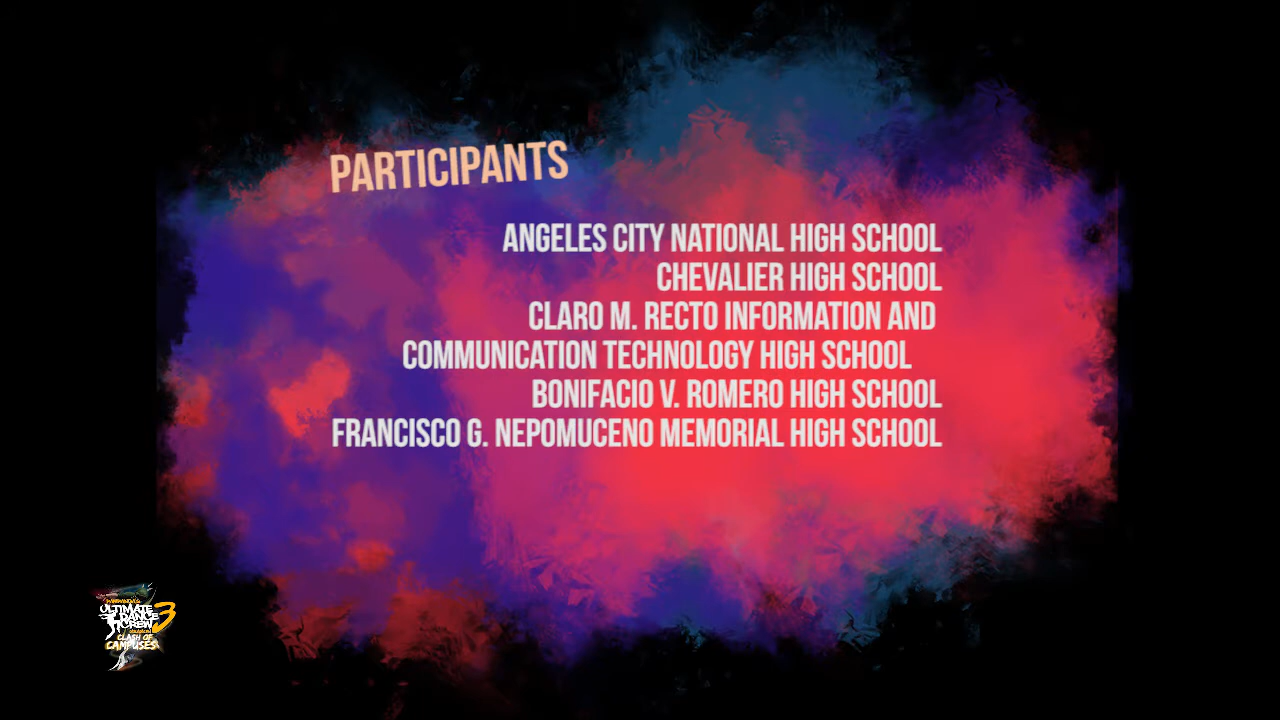 PARTICIPANTS
ANGELES CITY NATIONAL HIGH SCHOOL
CHEVALIER HIGH SCHOOL
CLARO M. RECTO INFORMATION AND
COMMUNICATION TECHNOLOGY HIGH SCHOOL
BONIFACIO V. ROMERO HIGH SCHOOL
FRANCISCO G. NEPOMUCENO MEMORIAL HIGH SCHOOL
ULTIMATE
DANCE
CREW 3
CLASH OF
CAMPUSES